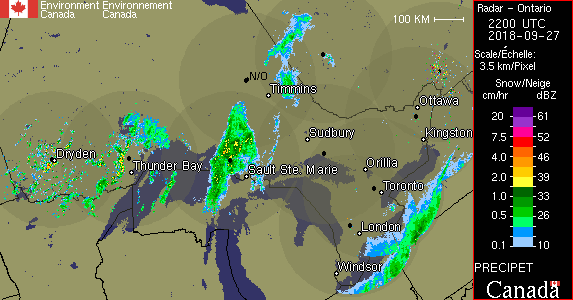 Environment Environnement
Canada Canada
100 KM
N/O
Timmins
Ottawa
Kingston
Sudbury
Dryden
Thunder Bay
Sault Ste. Marie
Orillia
Toronto
London
Windsor
Radar - Ontario
2200 UTC
2018-09-27
Scale/Échelle:
3.5 km/Pixel
Snow/Neige
cm/hr dBZ
20 61
7.5 57
5.5 52
4.0 46
2.0 39
1.0 33
0.5 26
0.1 10
PRECIPET
Canada